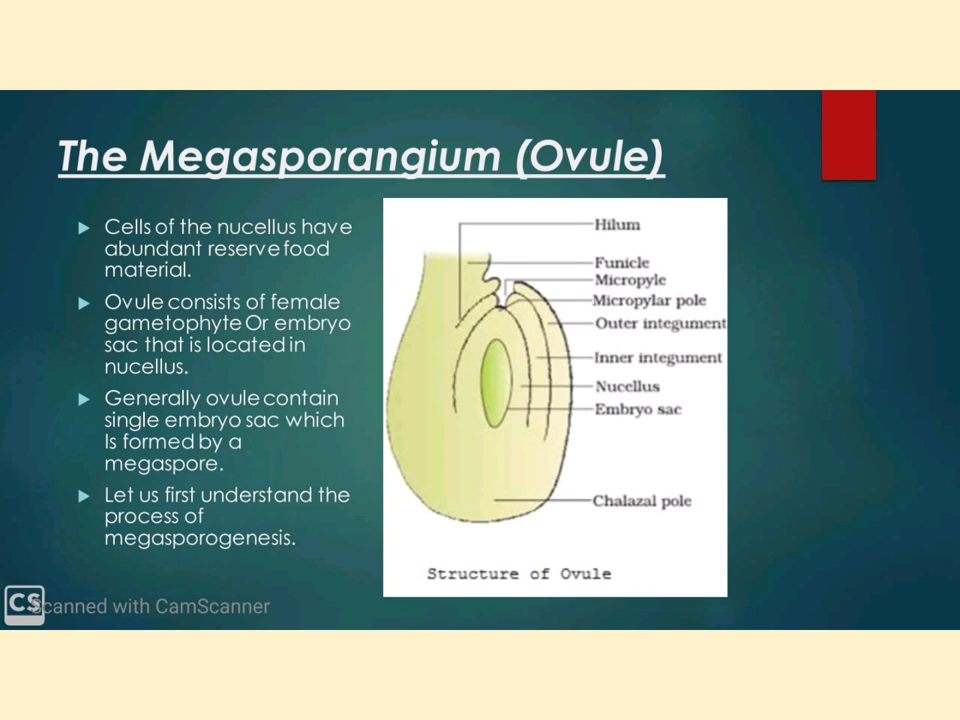 The Megasporangium (Ovule)
Cells of the nucellus have
abundant reserve food
material.
Ovule consists of female
gametophyte Or embryo
sac that is located in
nucellus.
Generally ovule contain
single embryo sac which
Is formed by a
megaspore.
Let us first understand the
process of
megasporogenesis.
Hilum
Funicle
Micropyle
Micropylar pole
Outer integument
Inner integument
Nucellus
Embryo sac
Chalazal pole
Structure of Ovule
CS
Scanned with CamScanner